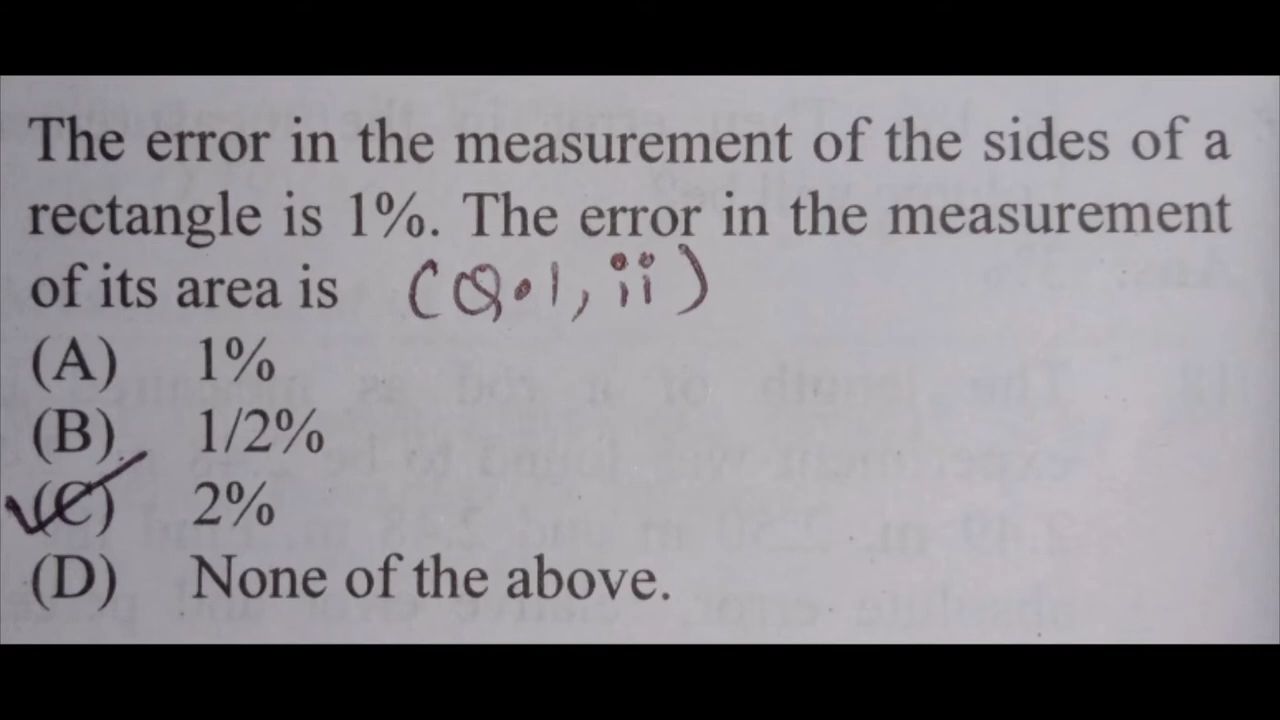 The error in the measurement of the sides of a
rectangle is 1%. The error in the measurement
of its area is (Q.1, ii)
(A) 1%
(B) 1/2%
(C) 2%
(D) None of the above.